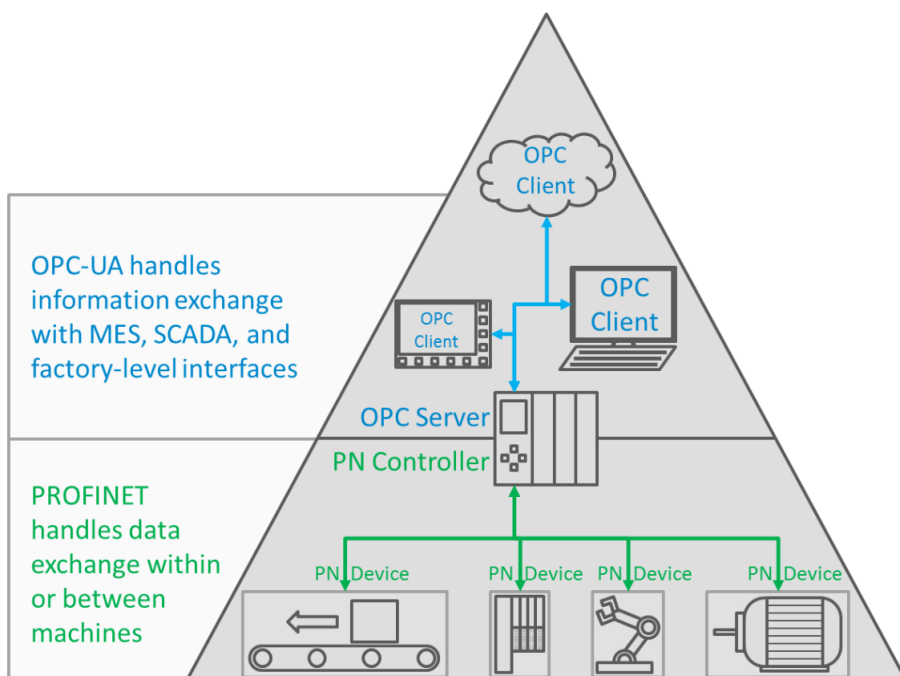 OPC
Client
OPC-UA handles
information exchange
with MES, SCADA, and
factory-level interfaces
OPC
Client
OPC
Client
OPC Server
PN Controller
PROFINET
handles data
exchange within
or between
machines
PN Device
PN Device
PN Device
PN Device